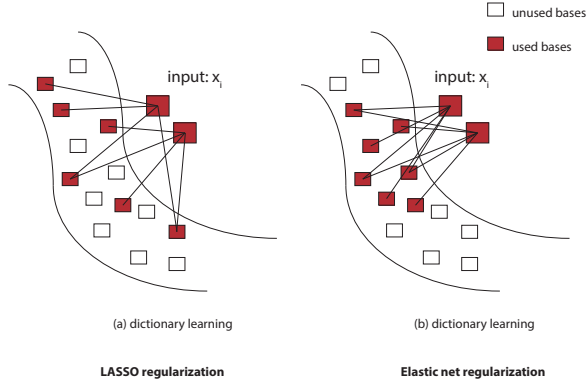 unused bases
used bases
input: xi
input: xi
(a) dictionary learning
(b) dictionary learning
LASSO regularization
Elastic net regularization